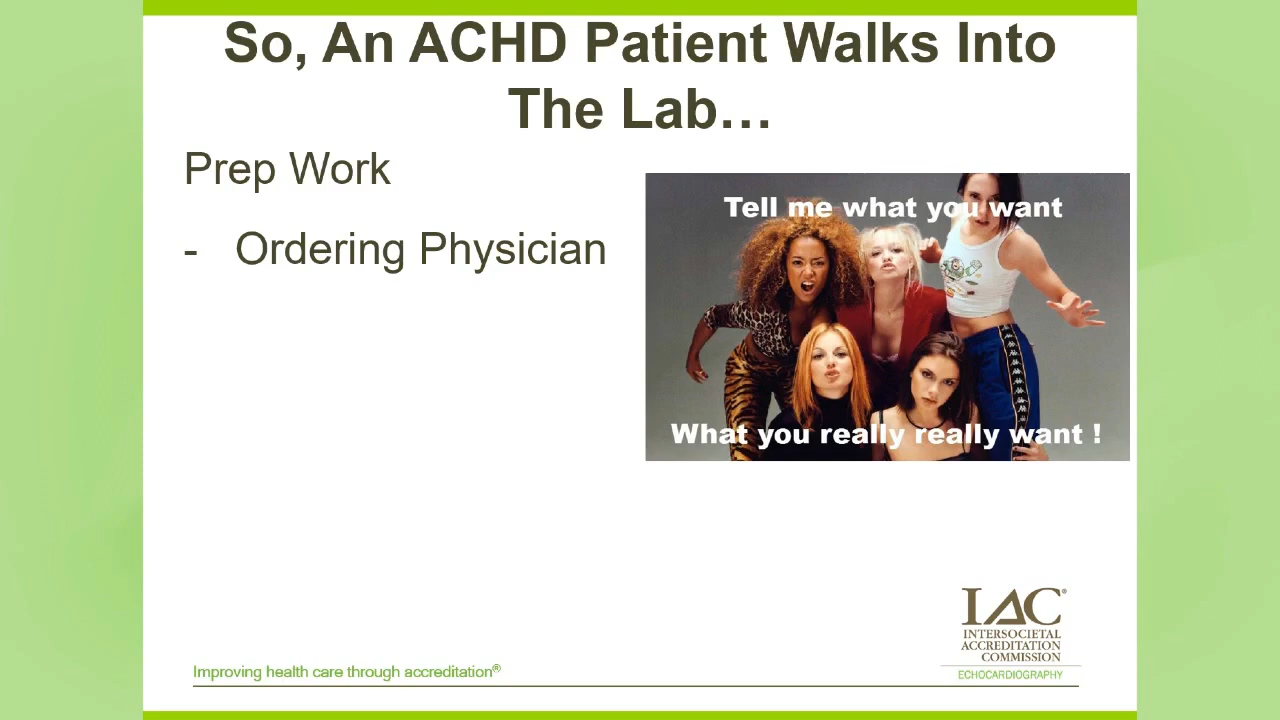 So, An ACHD Patient Walks Into
The Lab…
Prep Work
- Ordering Physician
Tell me what you want
What you really really want !
IAC®
INTERSOCIETAL
ACCREDITATION
COMMISSION
ECHOCARDIOGRAPHY
Improving health care through accreditation®